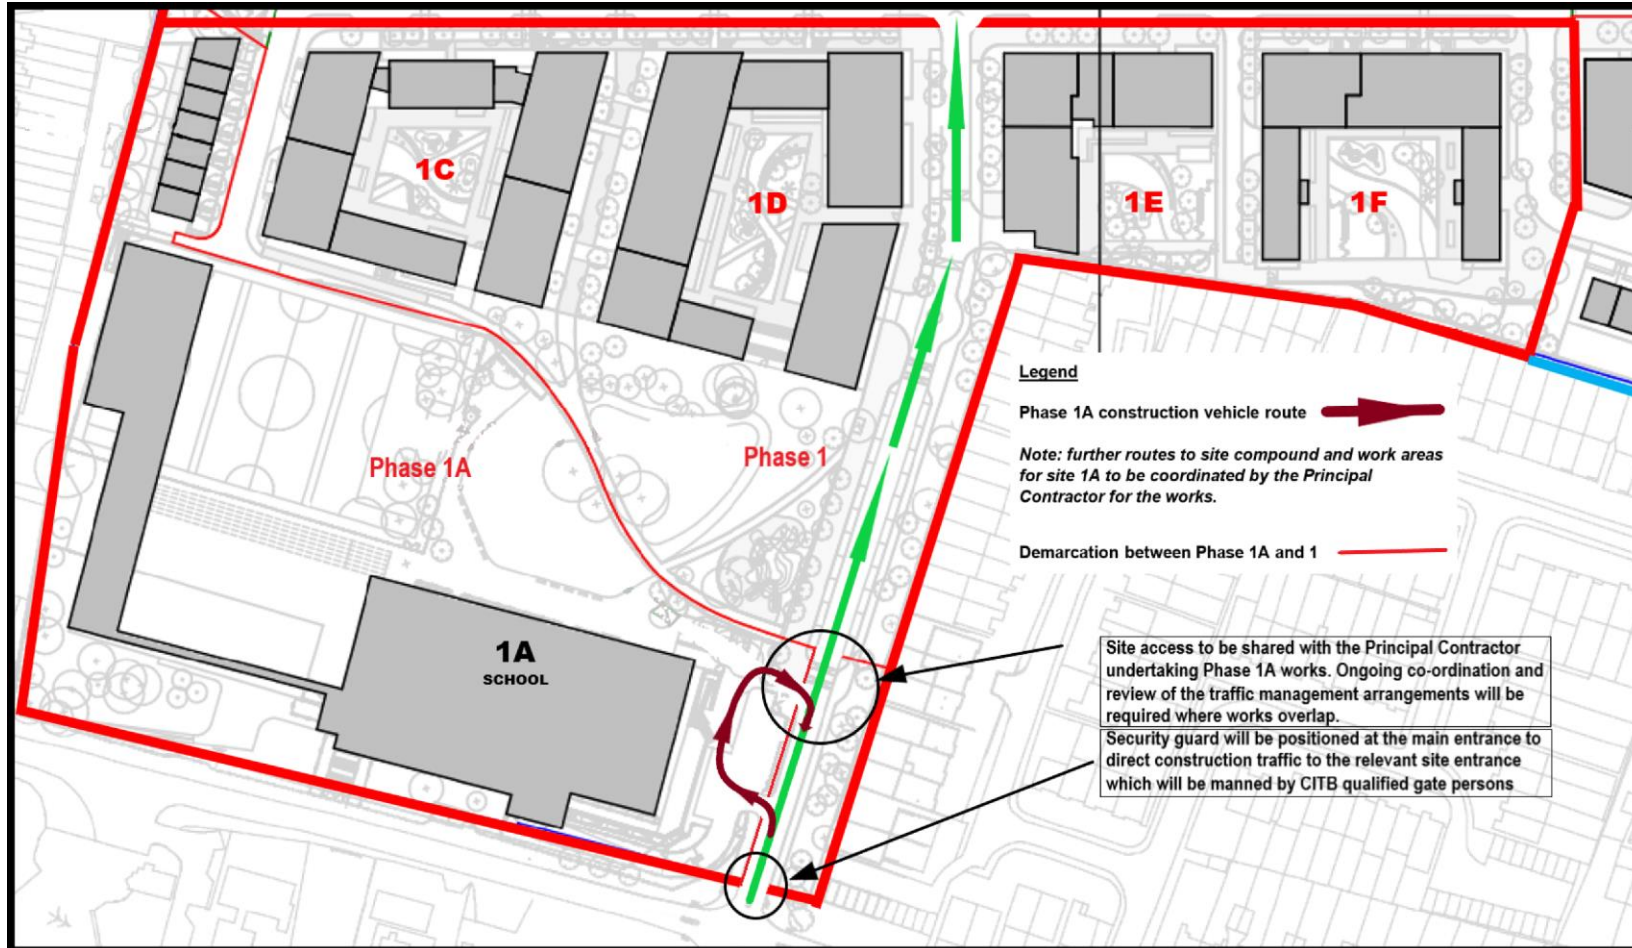 1C
1D
1E
1F
Legend
Phase 1A construction vehicle route
Note: further routes to site compound and work areas
for site 1A to be coordinated by the Principal
Contractor for the works.
Demarcation between Phase 1A and 1
Phase 1A
Phase 1
1A
SCHOOL
Site access to be shared with the Principal Contractor
undertaking Phase 1A works. Ongoing co-ordination and
review of the traffic management arrangements will be
required where works overlap.
Security guard will be positioned at the main entrance to
direct construction traffic to the relevant site entrance
which will be manned by CITB qualified gate persons